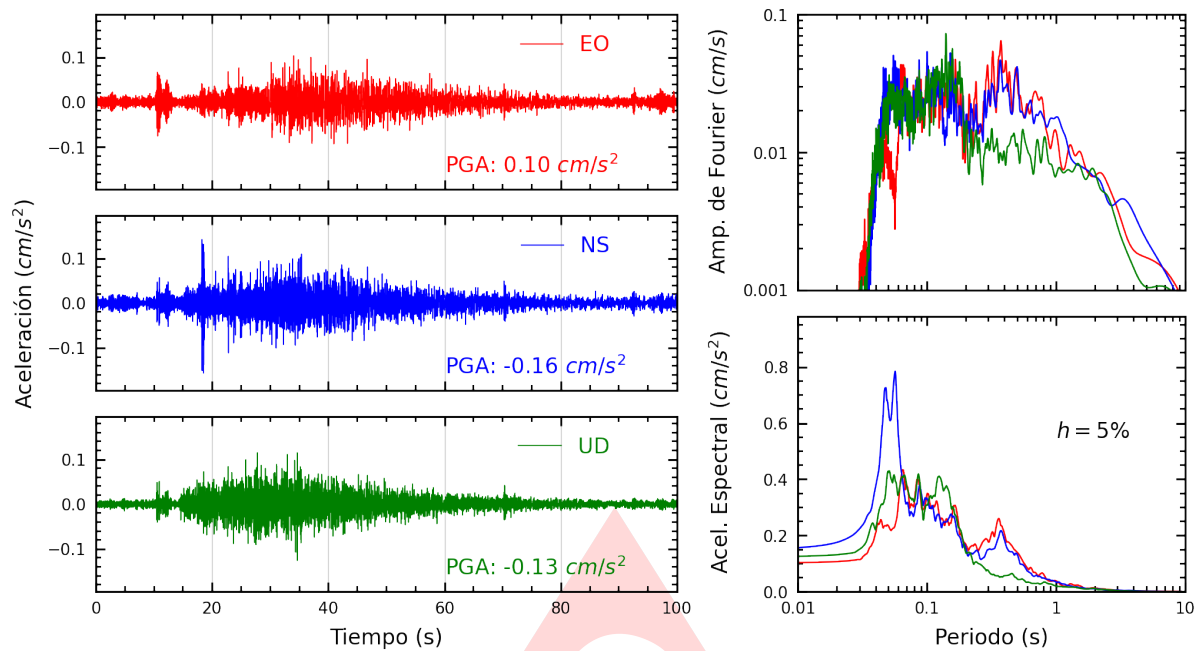 Aceleración (cm/s²)
0.1
0.0
−0.1
EO
PGA: 0.10 cm/s²
0.1
0.0
−0.1
NS
PGA: -0.16 cm/s²
0.1
0.0
−0.1
UD
PGA: -0.13 cm/s²
0 20 40 60 80 100
Tiempo (s)
Amp. de Fourier (cm/s)
0.1
0.01
0.001
Acel. Espectral (cm/s²)
0.8
0.6
0.4
0.2
0.0
h = 5%
0.01 0.1 1 10
Periodo (s)